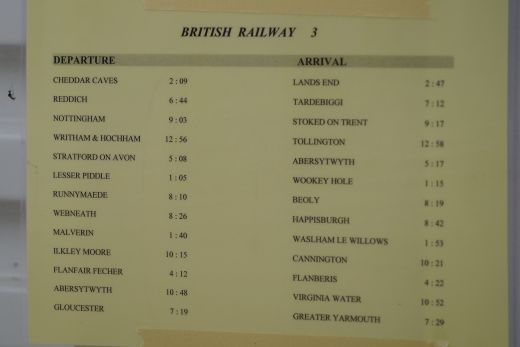 BRITISH RAILWAY 3
DEPARTURE ARRIVAL
CHEDDAR CAVES 2:09 LANDS END 2:47
REDDICH 6:44 TARDEBIGGI 7:12
NOTTINGHAM 9:03 STOKED ON TRENT 9:17
WRITHAM & HOCHHAM 12:56 TOLLINGTON 12:58
STRATFORD ON AVON 5:08 ABERSYTWYTH 5:17
LESSER PIDDLE 1:05 WOOKEY HOLE 1:15
RUNNYMAEDE 8:10 BEOLY 8:19
WEBNEATH 8:26 HAPPISBURGH 8:42
MALVERIN 1:40 WASLHAM LE WILLOWS 1:53
ILKLEY MOORE 10:15 CANNINGTON 10:21
FLANFAIR FECHER 4:12 FLANBERIS 4:22
ABERSYTWYTH 10:48 VIRGINIA WATER 10:52
GLOUCESTER 7:19 GREATER YARMOUTH 7:29